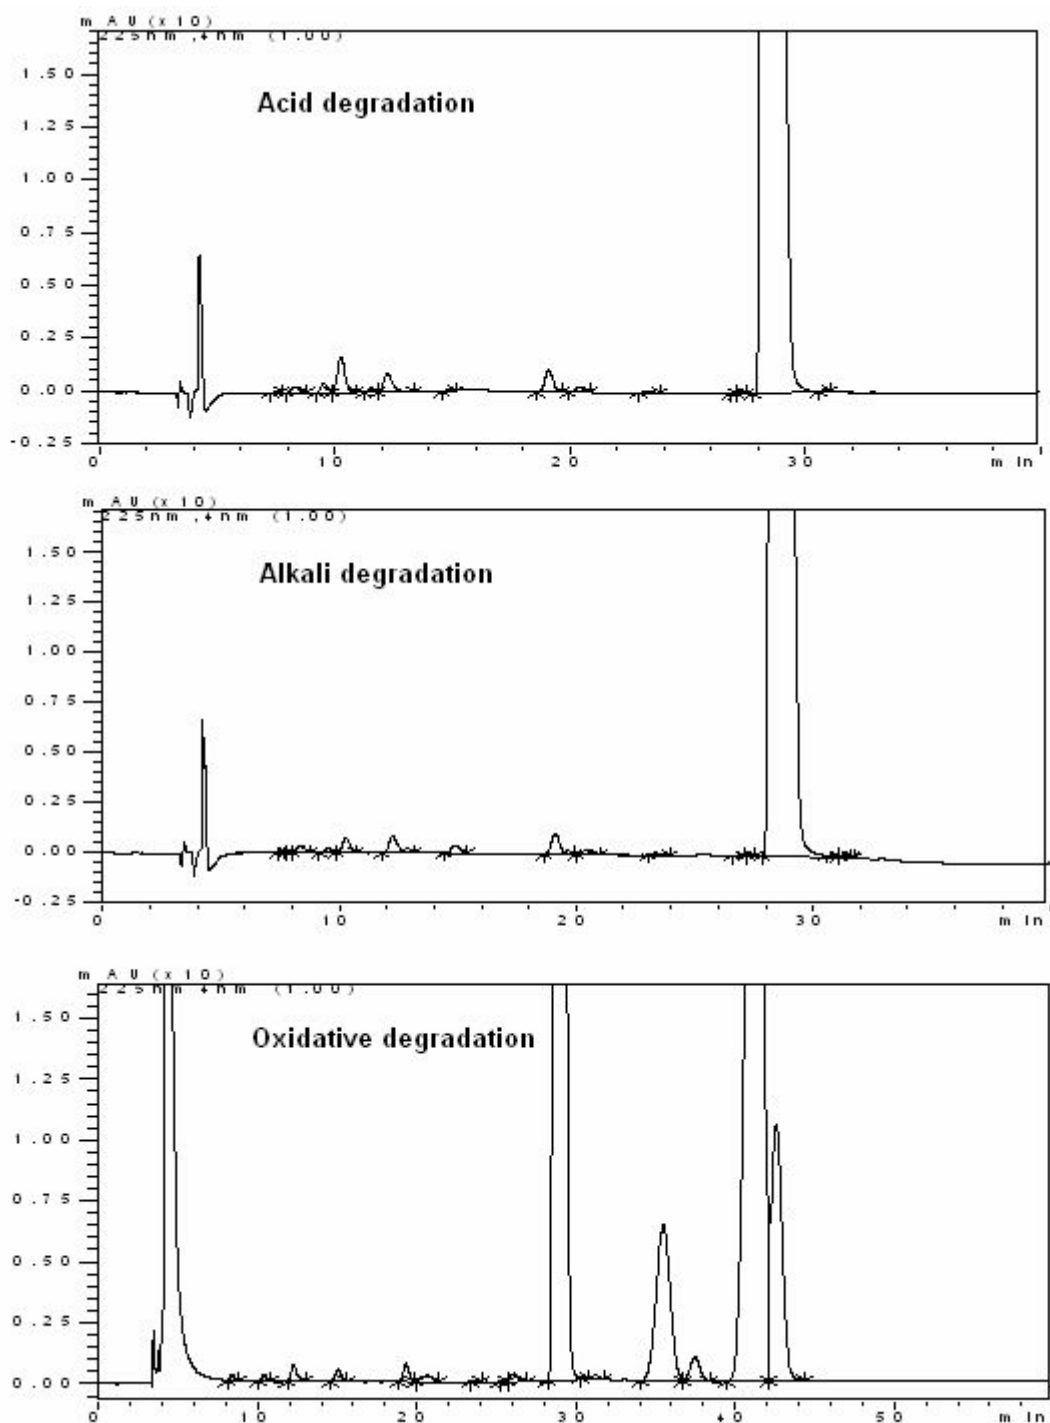 m A U (x 10)
225nm,4nm (1.00)
Acid degradation
1.50
1.25
1.00
0.75
0.50
0.25
0.00
-0.25
0 10 20 30 min
m A U (x 10)
225nm,4nm (1.00)
Alkali degradation
1.50
1.25
1.00
0.75
0.50
0.25
0.00
-0.25
0 10 20 30 min
m A U (x 10)
225nm 4nm (1.00)
Oxidative degradation
1.50
1.25
1.00
0.75
0.50
0.25
0.00
0 10 20 30 40 50 min